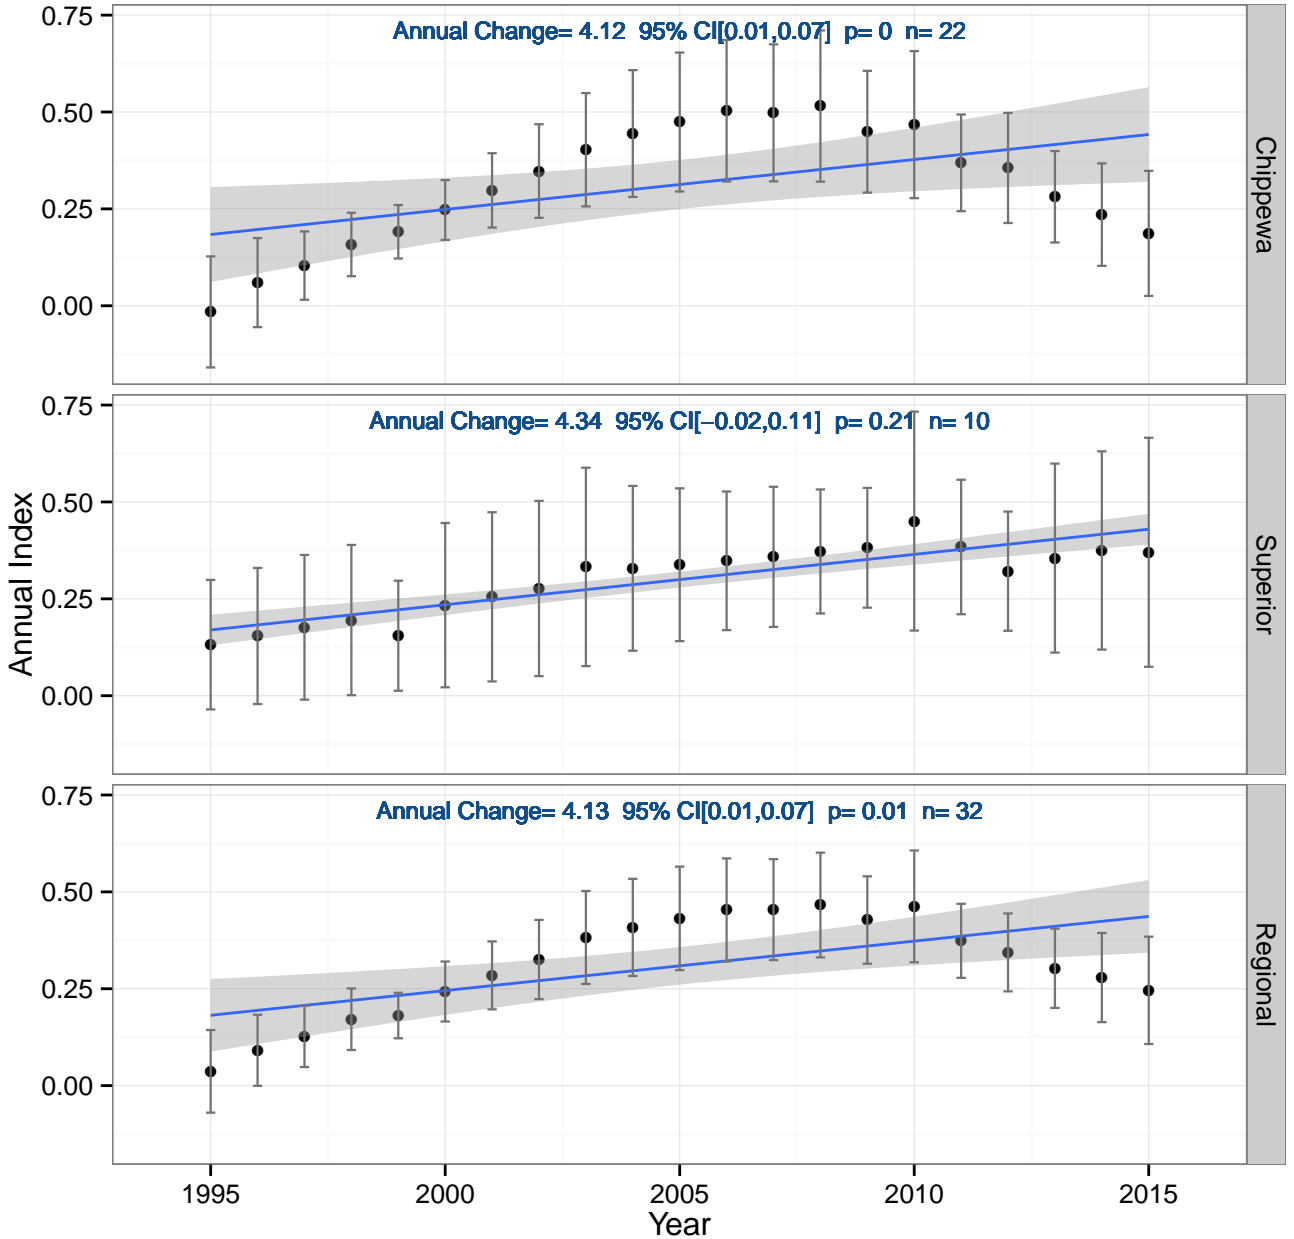 Annual Change= 4.12 95% CI[0.01,0.07] p= 0 n= 22
0.75
0.50
0.25
0.00
Chippewa
Annual Change= 4.34 95% CI[−0.02,0.11] p= 0.21 n= 10
0.75
0.50
0.25
0.00
Superior
Annual Index
Annual Change= 4.13 95% CI[0.01,0.07] p= 0.01 n= 32
0.75
0.50
0.25
0.00
Regional
1995 2000 2005 2010 2015
Year